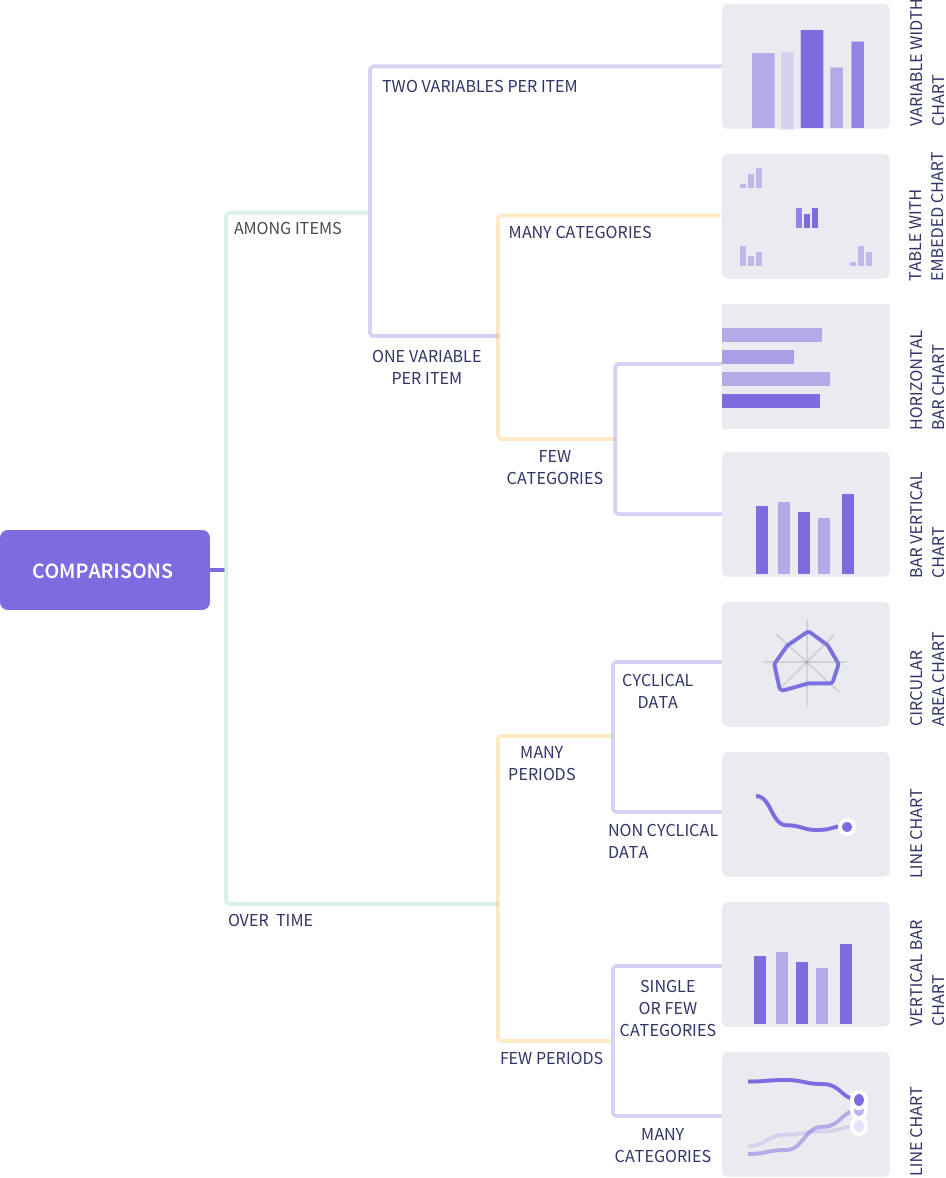 TWO VARIABLES PER ITEM
VARIABLE WIDTH
CHART
AMONG ITEMS
MANY CATEGORIES
TABLE WITH
EMBEDED CHART
ONE VARIABLE
PER ITEM
HORIZONTAL
BAR CHART
FEW
CATEGORIES
BAR VERTICAL
CHART
COMPARISONS
CYCLICAL
DATA
CIRCULAR
AREA CHART
MANY
PERIODS
NON CYCLICAL
DATA
LINE CHART
OVER TIME
SINGLE
OR FEW
CATEGORIES
VERTICAL BAR
CHART
FEW PERIODS
MANY
CATEGORIES
LINE CHART